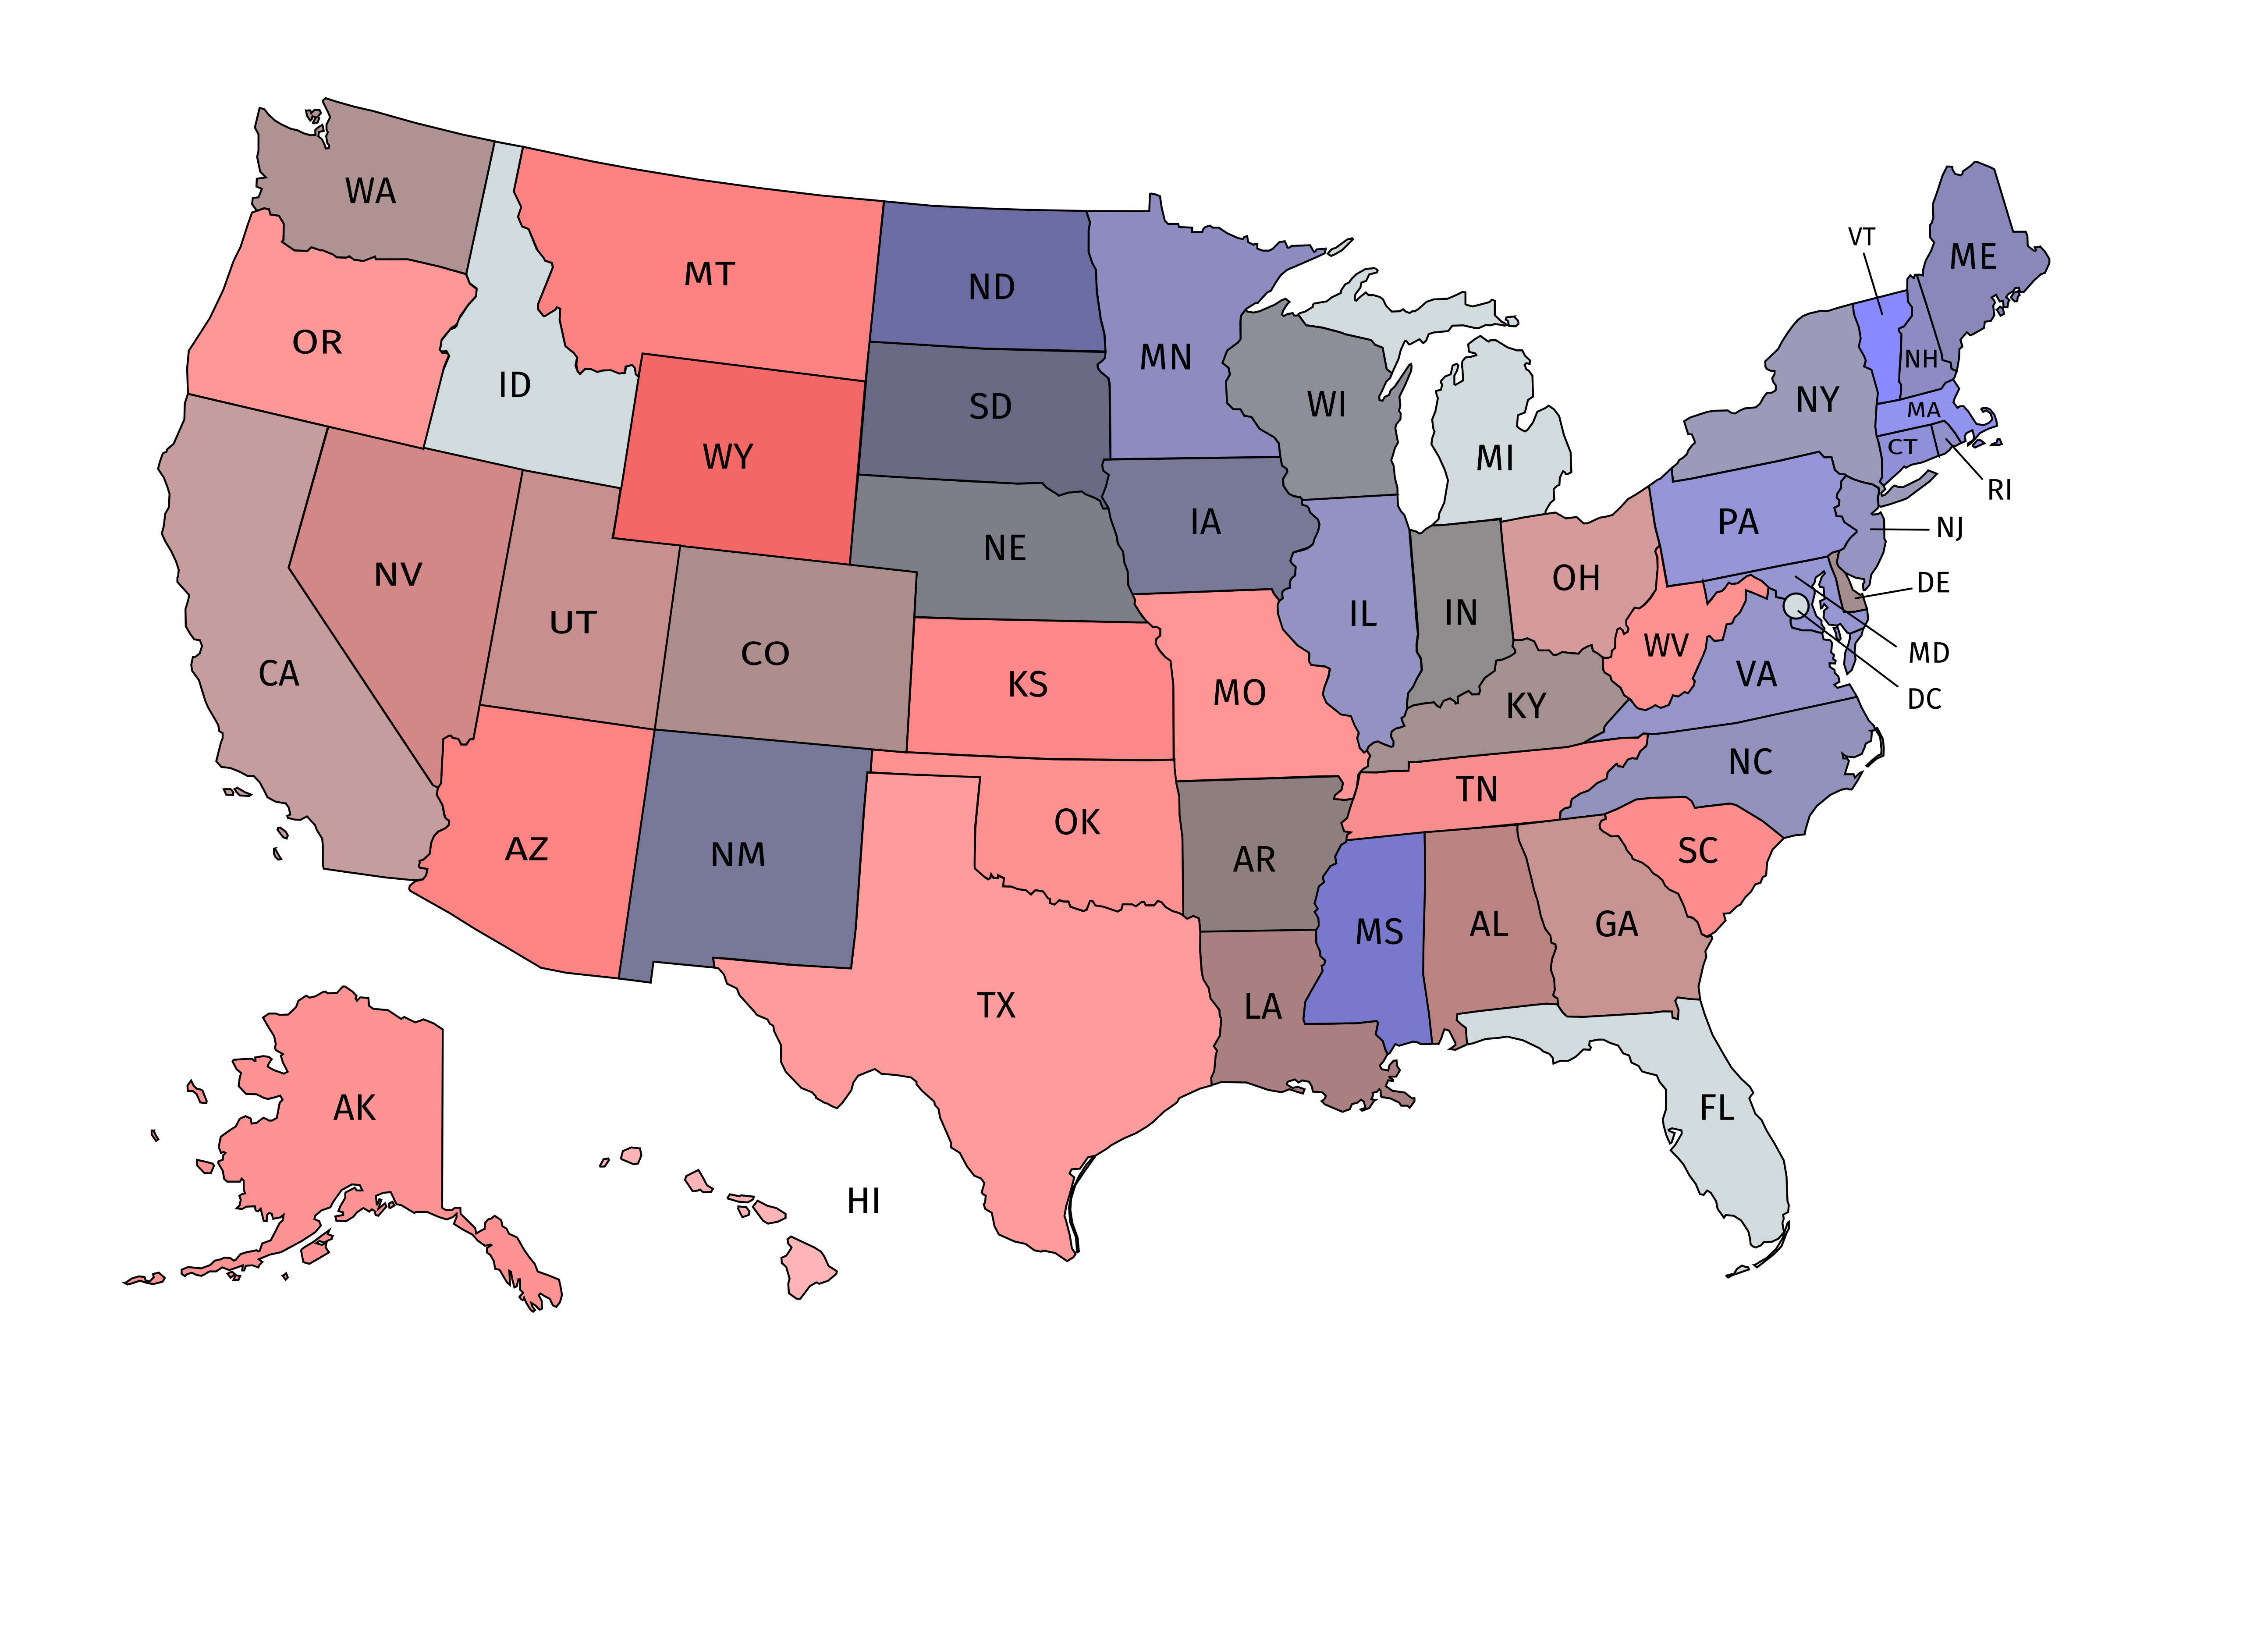 WA
VT
ME
MT
ND
OR
MN
NH
ID
NY
SD
WI
MA
WY
CT
MI
RI
IA
PA
NJ
NE
NV
OH
DE
IL
IN
UT
WV
CO
MD
CA
VA
KS
MO
DC
KY
NC
TN
OK
AZ
NM
AR
SC
MS
AL
GA
TX
LA
AK
FL
HI